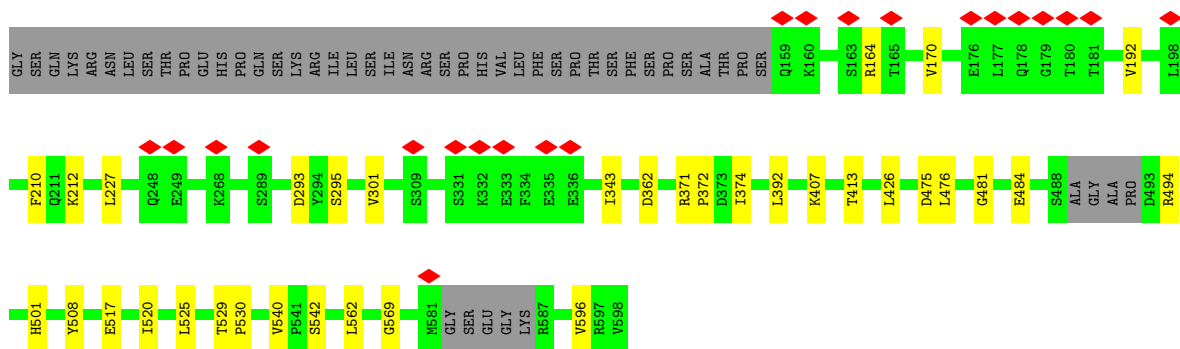 GLY SER GLN LYS ARG ASN LEU SER THR PRO GLU HIS PRO GLN SER LYS ARG ILE LEU SER ILE ASN ARG SER PRO HIS VAL LEU PHE SER PRO THR SER PHE SER PRO SER ALA THR PRO SER Q159 K160 S163 R164 T165 V170 E176 L177 Q178 G179 T180 T181 V192 L198
F210 Q211 K212 L227 Q248 E249 K268 S289 D293 Y294 S295 V301 S309 S331 K332 E333 F334 E335 E336 I343 D362 R371 P372 D373 I374 L392 K407 T413 L426 D475 L476 G481 E484 S488 ALA GLY ALA PRO D493 R494
H501 Y508 E517 I520 L525 T529 P530 V540 P541 S542 L562 G569 M581 GLY SER GLU GLY LYS R587 V596 R597 V598